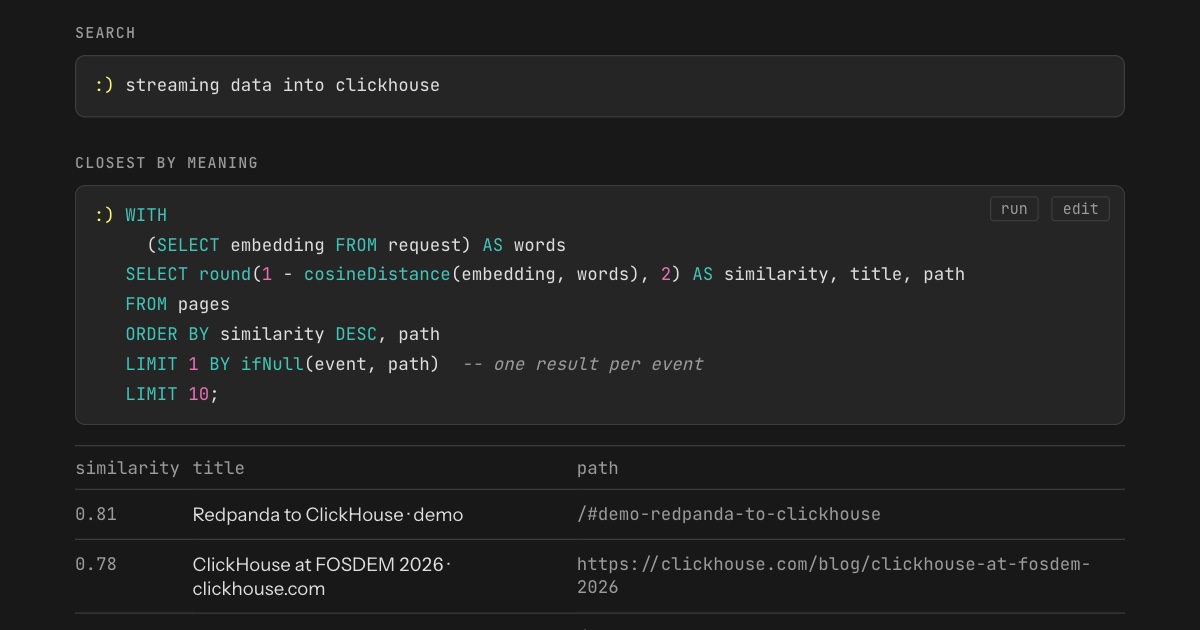 SEARCH
:) streaming data into clickhouse
CLOSEST BY MEANING
run edit
:) WITH
(SELECT embedding FROM request) AS words
SELECT round(1 - cosineDistance(embedding, words), 2) AS similarity, title, path
FROM pages
ORDER BY similarity DESC, path
LIMIT 1 BY ifNull(event, path) -- one result per event
LIMIT 10;
similarity title path
0.81 Redpanda to ClickHouse · demo /#demo-redpanda-to-clickhouse
0.78 ClickHouse at FOSDEM 2026 · https://clickhouse.com/blog/clickhouse-at-fosdem-
clickhouse.com 2026